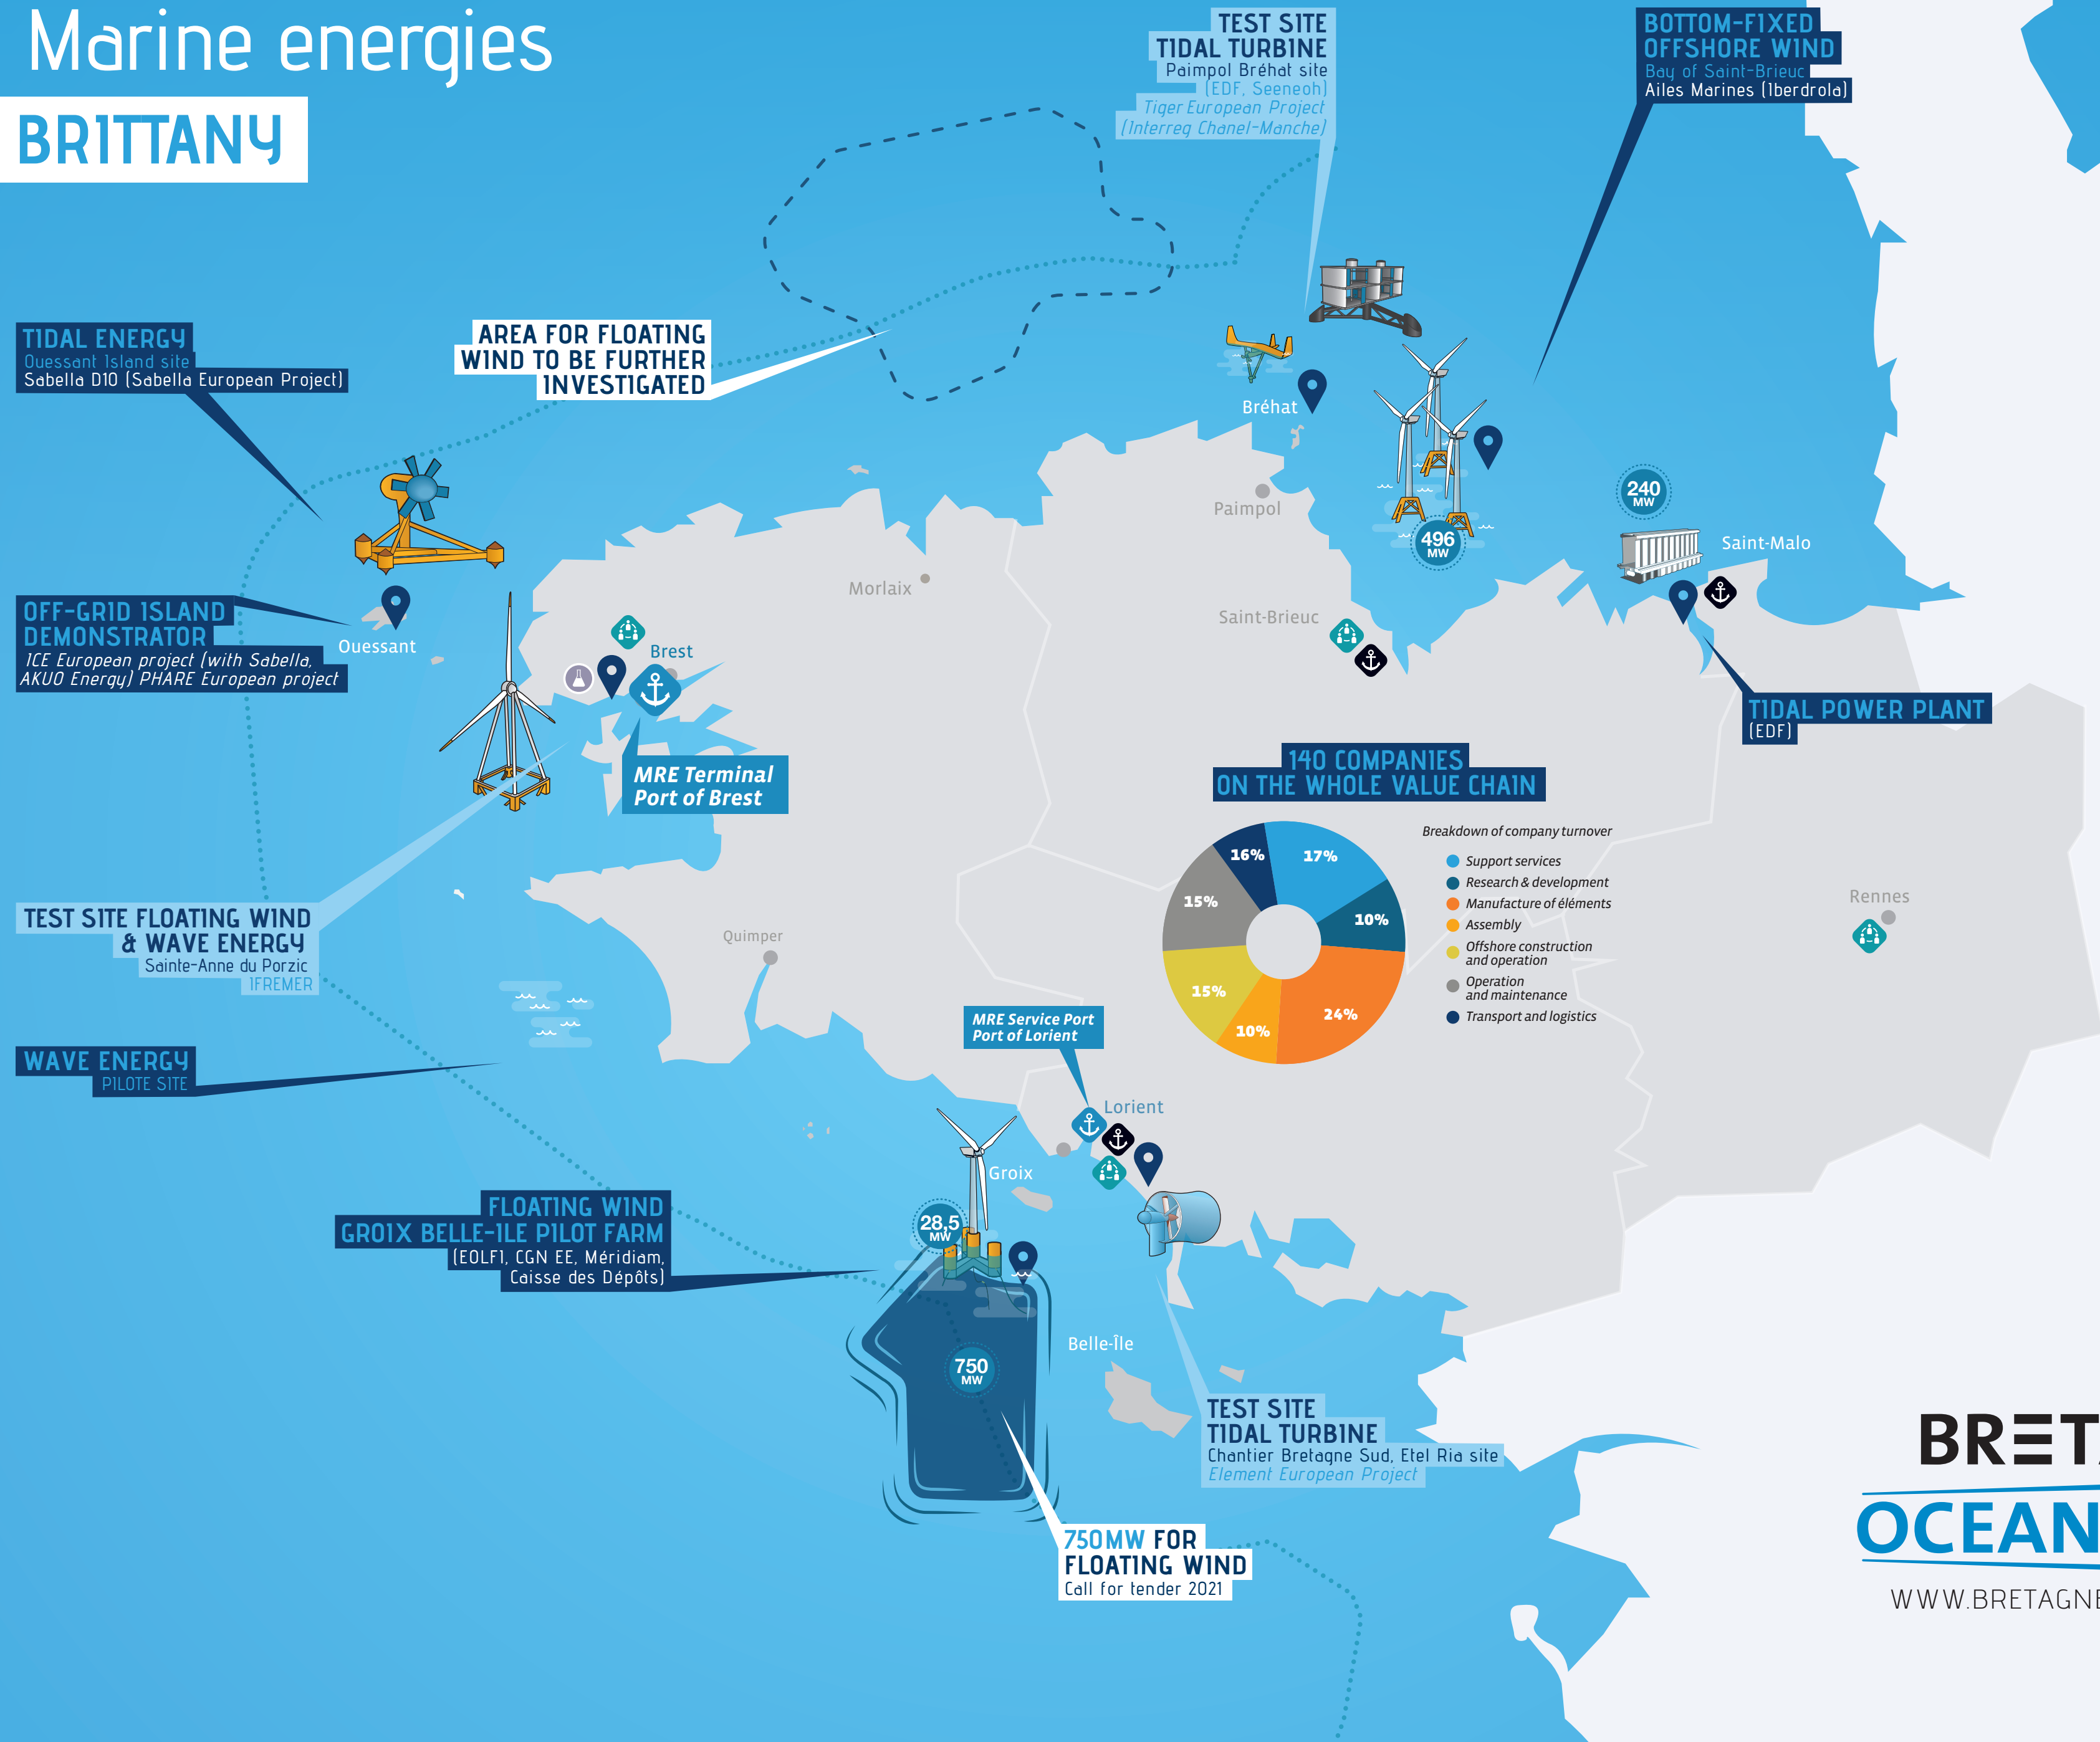 Marine energies
BRITTANY
TEST SITE
TIDAL TURBINE
Paimpol Bréhat site
(EDF, Seeneoh)
Tiger European Project
(Interreg Chanel-Manche)
BOTTOM-FIXED
OFFSHORE WIND
Bay of Saint-Brieuc
Ailes Marines (Iberdrola)
TIDAL ENERGY
Ouessant Island site
Sabella D10 (Sabella European Project)
AREA FOR FLOATING
WIND TO BE FURTHER
INVESTIGATED
Bréhat
Paimpol
496
MW
240
MW
Saint-Malo
Morlaix
Saint-Brieuc
OFF-GRID ISLAND
DEMONSTRATOR
ICE European project (with Sabella,
AKUO Energy) PHARE European project
Ouessant
Brest
MRE Terminal
Port of Brest
TIDAL POWER PLANT
(EDF)
140 COMPANIES
ON THE WHOLE VALUE CHAIN
Breakdown of company turnover
16%
17%
10%
24%
10%
15%
15%
Support services
Research & development
Manufacture of éléments
Assembly
Offshore construction
and operation
Operation
and maintenance
Transport and logistics
Rennes
TEST SITE FLOATING WIND
& WAVE ENERGY
Sainte-Anne du Porzic
IFREMER
Quimper
WAVE ENERGY
PILOTE SITE
MRE Service Port
Port of Lorient
Lorient
Groix
FLOATING WIND
GROIX BELLE-ILE PILOT FARM
(EOLFI, CGN EE, Méridiam,
Caisse des Dépôts)
28,5
MW
750
MW
Belle-Île
TEST SITE
TIDAL TURBINE
Chantier Bretagne Sud, Etel Ria site
Element European Project
750MW FOR
FLOATING WIND
Call for tender 2021
BRET
OCEAN
WWW.BRETAGNE